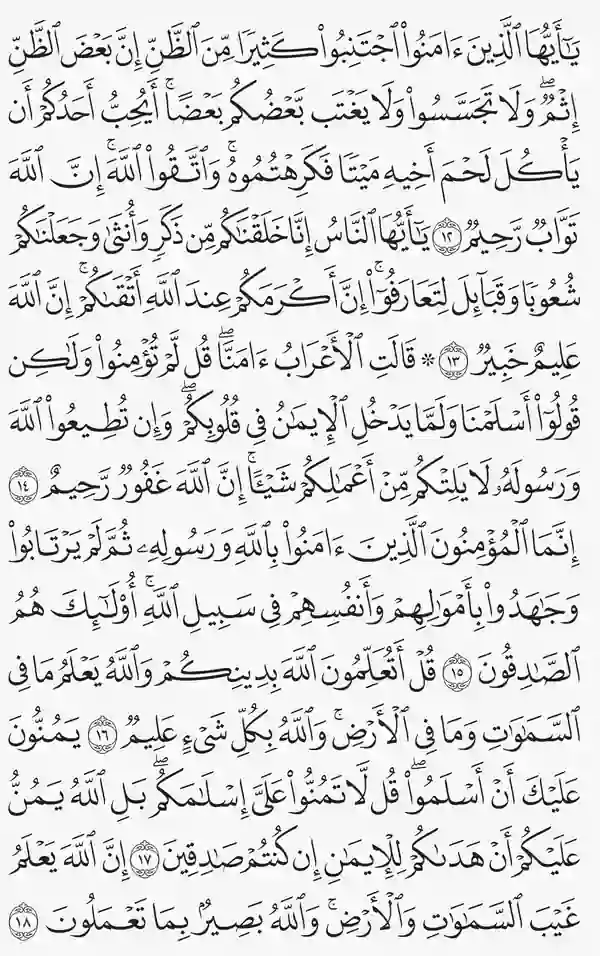 يَٰٓأَيُّهَا ٱلَّذِينَ ءَامَنُوا۟ ٱجْتَنِبُوا۟ كَثِيرًا مِّنَ ٱلظَّنِّ إِنَّ بَعْضَ ٱلظَّنِّ
إِثْمٌ ۖ وَلَا تَجَسَّسُوا۟ وَلَا يَغْتَب بَّعْضُكُم بَعْضًا ۚ أَيُحِبُّ أَحَدُكُمْ أَن
يَأْكُلَ لَحْمَ أَخِيهِ مَيْتًا فَكَرِهْتُمُوهُ ۚ وَٱتَّقُوا۟ ٱللَّهَ ۚ إِنَّ ٱللَّهَ
تَوَّابٌ رَّحِيمٌ ١٢ يَٰٓأَيُّهَا ٱلنَّاسُ إِنَّا خَلَقْنَٰكُم مِّن ذَكَرٍ وَأُنثَىٰ وَجَعَلْنَٰكُمْ
شُعُوبًا وَقَبَآئِلَ لِتَعَارَفُوٓا۟ ۚ إِنَّ أَكْرَمَكُمْ عِندَ ٱللَّهِ أَتْقَىٰكُمْ ۚ إِنَّ ٱللَّهَ
عَلِيمٌ خَبِيرٌ ١٣ ۞ قَالَتِ ٱلْأَعْرَابُ ءَامَنَّا ۖ قُل لَّمْ تُؤْمِنُوا۟ وَلَٰكِن
قُولُوٓا۟ أَسْلَمْنَا وَلَمَّا يَدْخُلِ ٱلْإِيمَٰنُ فِى قُلُوبِكُمْ ۖ وَإِن تُطِيعُوا۟ ٱللَّهَ
وَرَسُولَهُۥ لَا يَلِتْكُم مِّنْ أَعْمَٰلِكُمْ شَيْـًٔا ۚ إِنَّ ٱللَّهَ غَفُورٌ رَّحِيمٌ ١٤
إِنَّمَا ٱلْمُؤْمِنُونَ ٱلَّذِينَ ءَامَنُوا۟ بِٱللَّهِ وَرَسُولِهِۦ ثُمَّ لَمْ يَرْتَابُوا۟
وَجَٰهَدُوا۟ بِأَمْوَٰلِهِمْ وَأَنفُسِهِمْ فِى سَبِيلِ ٱللَّهِ ۚ أُو۟لَٰٓئِكَ هُمُ
ٱلصَّٰدِقُونَ ١٥ قُلْ أَتُعَلِّمُونَ ٱللَّهَ بِدِينِكُمْ وَٱللَّهُ يَعْلَمُ مَا فِى
ٱلسَّمَٰوَٰتِ وَمَا فِى ٱلْأَرْضِ ۚ وَٱللَّهُ بِكُلِّ شَىْءٍ عَلِيمٌ ١٦ يَمُنُّونَ
عَلَيْكَ أَنْ أَسْلَمُوا۟ ۖ قُل لَّا تَمُنُّوا۟ عَلَىَّ إِسْلَٰمَكُم ۖ بَلِ ٱللَّهُ يَمُنُّ
عَلَيْكُمْ أَنْ هَدَىٰكُمْ لِلْإِيمَٰنِ إِن كُنتُمْ صَٰدِقِينَ ١٧ إِنَّ ٱللَّهَ يَعْلَمُ
غَيْبَ ٱلسَّمَٰوَٰتِ وَٱلْأَرْضِ ۚ وَٱللَّهُ بَصِيرٌۢ بِمَا تَعْمَلُونَ ١٨